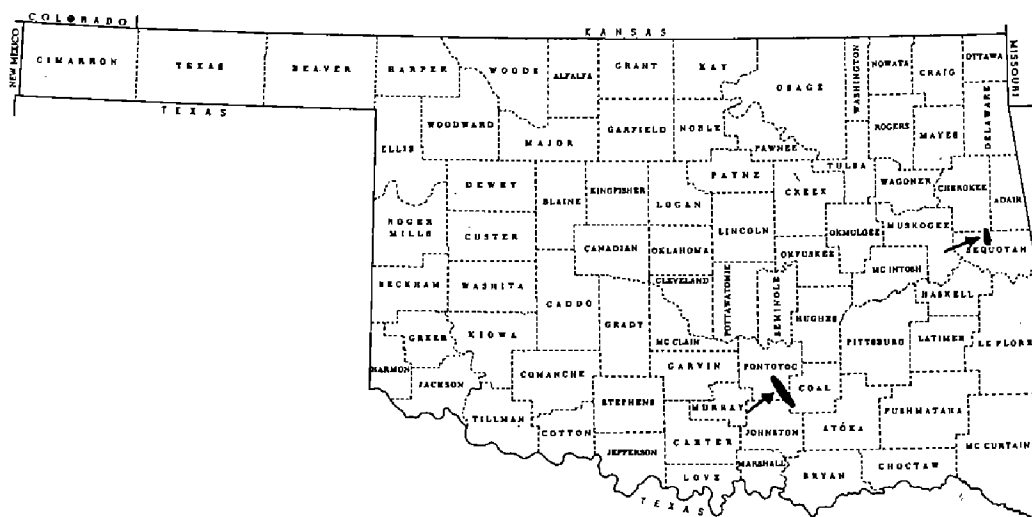 COLORADO
KANSAS
NEW MEXICO
MISSOURI
CIMARRON
TEXAS
BEAVER
HARPER
WOODS
ALFALFA
GRANT
KAY
OSAGE
WASHINGTON
NOWATA
CRAIG
OTTAWA
TEXAS
ELLIS
WOODWARD
MAJOR
GARFIELD
NOBLE
PAWNEE
ROGERS
MAYES
DELAWARE
DEWEY
BLAINE
KINGFISHER
LOGAN
PAYNE
CREEK
TULSA
WAGONER
CHEROKEE
ADAIR
ROGER
MILLS
CUSTER
CANADIAN
OKLAHOMA
LINCOLN
OKFUSKEE
OKMULGEE
MUSKOGEE
SEQUOYAH
BECKHAM
WASHITA
CADDO
GRADY
CLEVELAND
POTTAWATOMIE
SEMINOLE
HUGHES
MC INTOSH
HASKELL
GREER
KIOWA
MC CLAIN
GARVIN
PONTOTOC
PITTSBURG
LATIMER
LE FLORE
HARMON
JACKSON
COMANCHE
STEPHENS
MURRAY
COAL
TILLMAN
COTTON
JEFFERSON
CARTER
JOHNSTON
ATOKA
PUSHMATAHA
MC CURTAIN
LOVE
MARSHALL
BRYAN
CHOCTAW
TEXAS